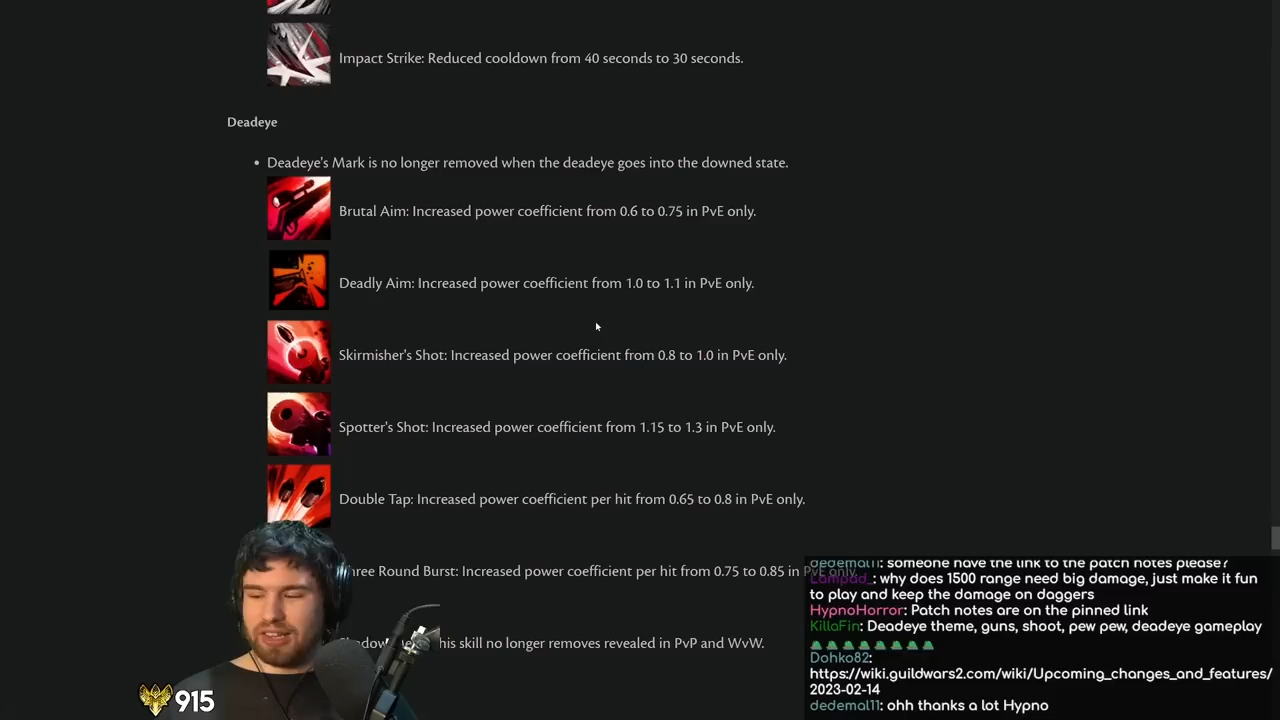 Impact Strike: Reduced cooldown from 40 seconds to 30 seconds.
Deadeye
• Deadeye's Mark is no longer removed when the deadeye goes into the downed state.
Brutal Aim: Increased power coefficient from 0.6 to 0.75 in PvE only.
Deadly Aim: Increased power coefficient from 1.0 to 1.1 in PvE only.
Skirmisher's Shot: Increased power coefficient from 0.8 to 1.0 in PvE only.
Spotter's Shot: Increased power coefficient from 1.15 to 1.3 in PvE only.
Double Tap: Increased power coefficient per hit from 0.65 to 0.8 in PvE only.
hree Round Burst: Increased power coefficient per hit from 0.75 to 0.85 in PvE only.
his skill no longer removes revealed in PvP and WvW.
915
dedemal11: someone have the link to the patch notes please?
Lampad_: why does 1500 range need big damage, just make it fun
to play and keep the damage on daggers
HypnoHorror: Patch notes are on the pinned link
KillaFin: Deadeye theme, guns, shoot, pew pew, deadeye gameplay
Dohko82:
https://wiki.guildwars2.com/wiki/Upcoming_changes_and_features/
2023-02-14
dedemal11: ohh thanks a lot Hypno